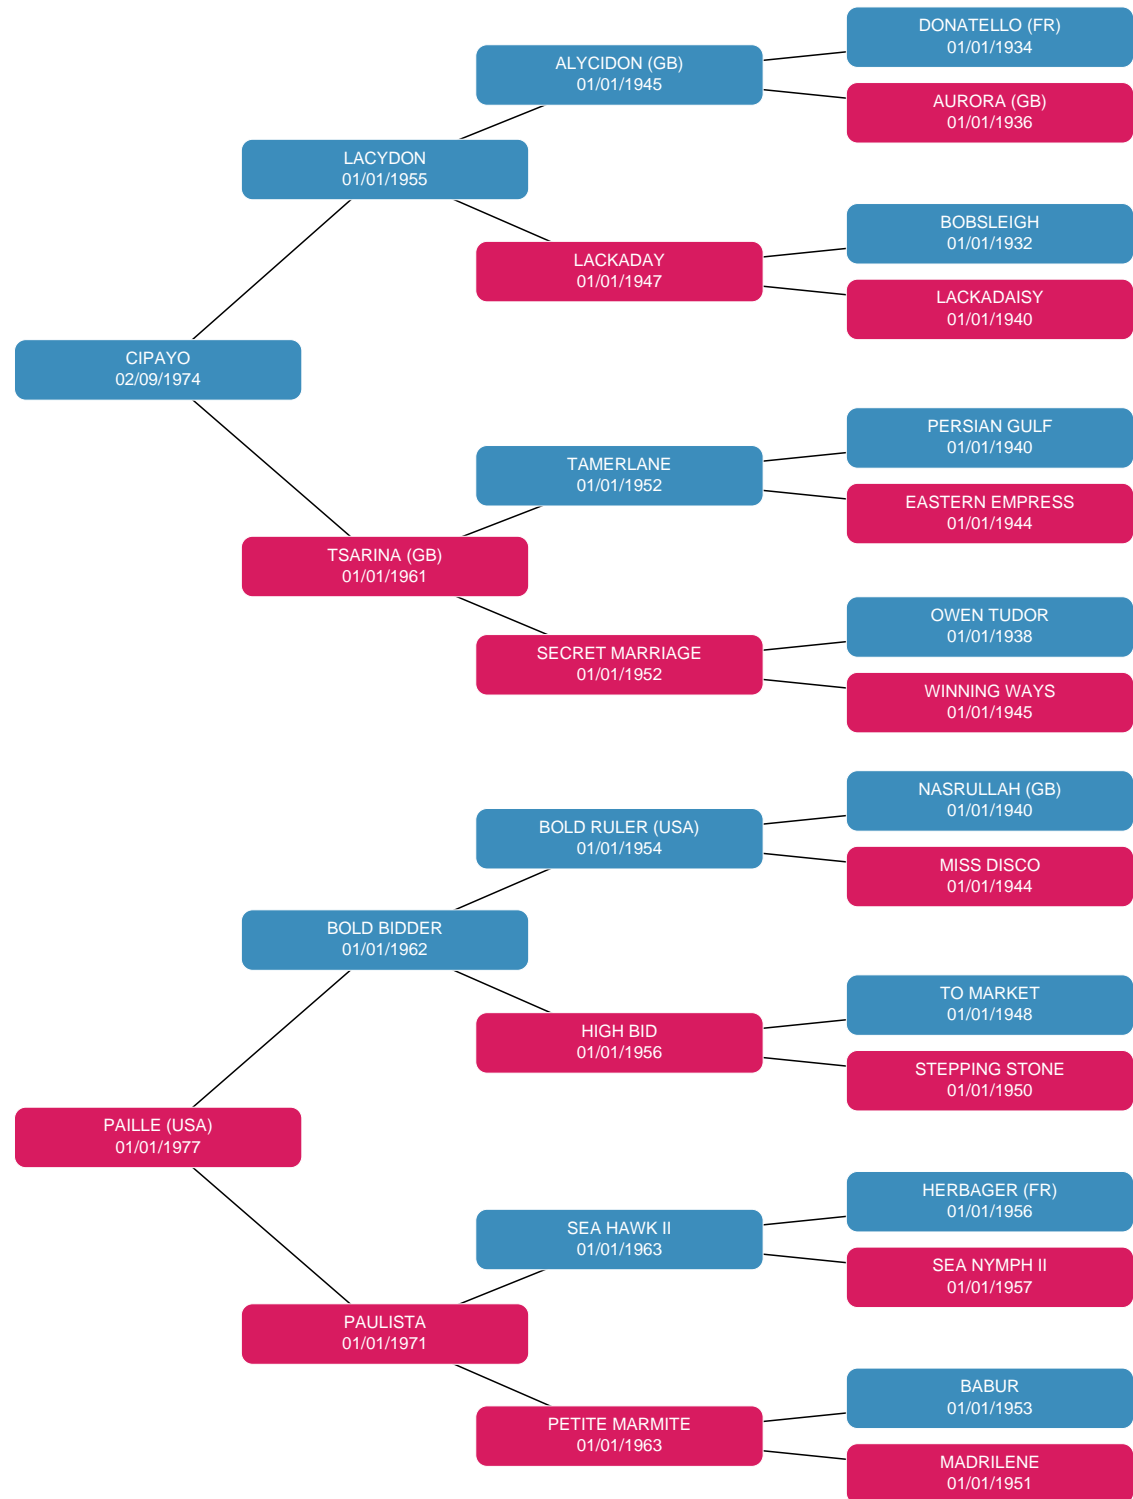 DONATELLO (FR)
01/01/1934
ALYCIDON (GB)
01/01/1945
AURORA (GB)
01/01/1936
LACYDON
01/01/1955
BOBSLEIGH
01/01/1932
LACKADAY
01/01/1947
LACKADAISY
01/01/1940
CIPAYO
02/09/1974
PERSIAN GULF
01/01/1940
TAMERLANE
01/01/1952
EASTERN EMPRESS
01/01/1944
TSARINA (GB)
01/01/1961
OWEN TUDOR
01/01/1938
SECRET MARRIAGE
01/01/1952
WINNING WAYS
01/01/1945
NASRULLAH (GB)
01/01/1940
BOLD RULER (USA)
01/01/1954
MISS DISCO
01/01/1944
BOLD BIDDER
01/01/1962
TO MARKET
01/01/1948
HIGH BID
01/01/1956
STEPPING STONE
01/01/1950
PAILLE (USA)
01/01/1977
HERBAGER (FR)
01/01/1956
SEA HAWK II
01/01/1963
SEA NYMPH II
01/01/1957
PAULISTA
01/01/1971
BABUR
01/01/1953
PETITE MARMITE
01/01/1963
MADRILENE
01/01/1951